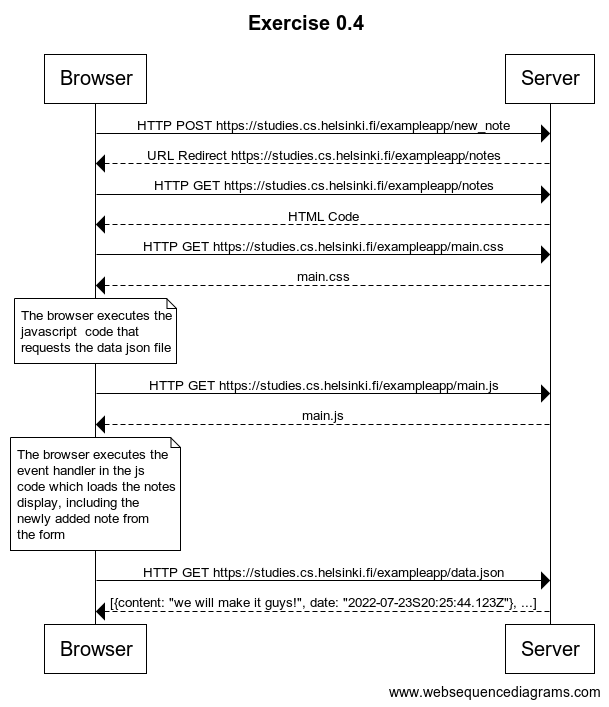 Exercise 0.4
Browser
Server
HTTP POST https://studies.cs.helsinki.fi/exampleapp/new_note
URL Redirect https://studies.cs.helsinki.fi/exampleapp/notes
HTTP GET https://studies.cs.helsinki.fi/exampleapp/notes
HTML Code
HTTP GET https://studies.cs.helsinki.fi/exampleapp/main.css
main.css
The browser executes the
javascript  code that
requests the data json file
HTTP GET https://studies.cs.helsinki.fi/exampleapp/main.js
main.js
The browser executes the
event handler in the js
code which loads the notes
display, including the
newly added note from
the form
HTTP GET https://studies.cs.helsinki.fi/exampleapp/data.json
[{content: "we will make it guys!", date: "2022-07-23S20:25:44.123Z"}, ...]
Browser
Server
www.websequencediagrams.com